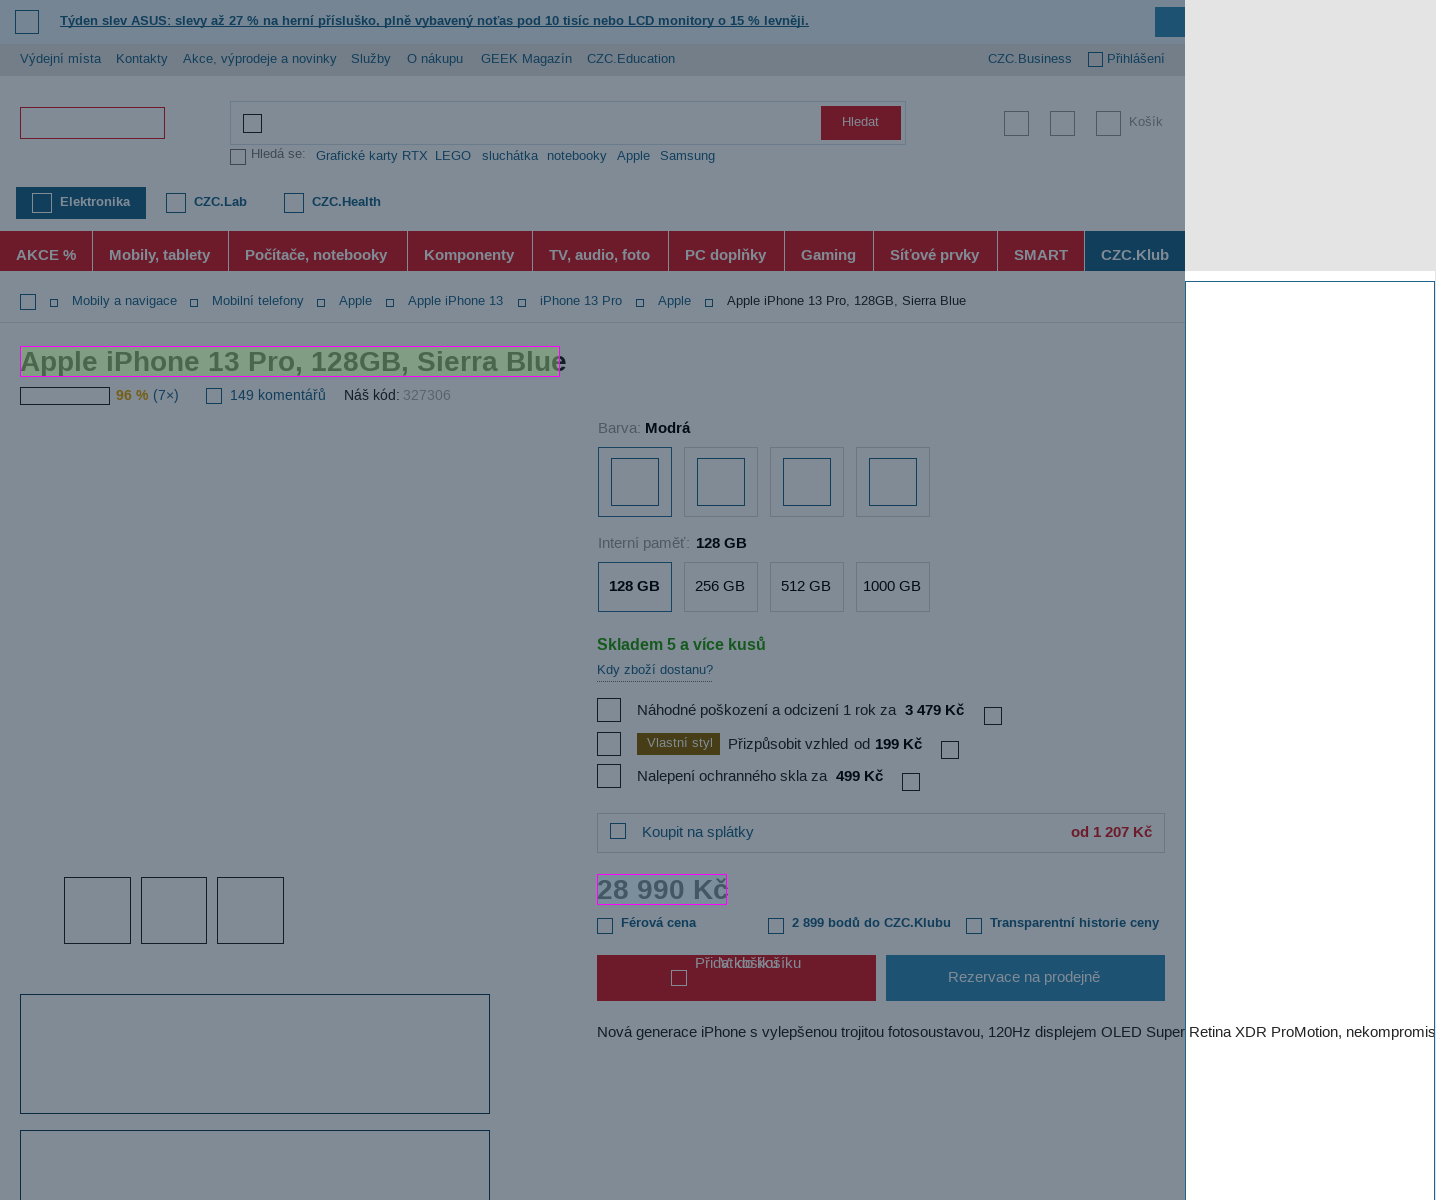 Týden slev ASUS: slevy až 27 % na herní přísluško, plně vybavený noťas pod 10 tisíc nebo LCD monitory o 15 % levněji.
Výdejní místa Kontakty Akce, výprodeje a novinky Služby O nákupu GEEK Magazín CZC.Education CZC.Business Přihlášení
Hledat Košík
Hledá se: Grafické karty RTX LEGO sluchátka notebooky Apple Samsung
Elektronika CZC.Lab CZC.Health
AKCE % Mobily, tablety Počítače, notebooky Komponenty TV, audio, foto PC doplňky Gaming Síťové prvky SMART CZC.Klub
Mobily a navigace Mobilní telefony Apple Apple iPhone 13 iPhone 13 Pro Apple Apple iPhone 13 Pro, 128GB, Sierra Blue
Apple iPhone 13 Pro, 128GB, Sierra Blue
96 % (7×) 149 komentářů Náš kód: 327306
Barva: Modrá
Interní paměť: 128 GB
128 GB 256 GB 512 GB 1000 GB
Skladem 5 a více kusů
Kdy zboží dostanu?
Náhodné poškození a odcizení 1 rok za 3 479 Kč
Vlastní styl Přizpůsobit vzhled od 199 Kč
Nalepení ochranného skla za 499 Kč
Koupit na splátky od 1 207 Kč
28 990 Kč
Férová cena 2 899 bodů do CZC.Klubu Transparentní historie ceny
Přidat do košíku V košíku
Rezervace na prodejně
Nová generace iPhone s vylepšenou trojitou fotosoustavou, 120Hz displejem OLED Super Retina XDR ProMotion, nekompromis